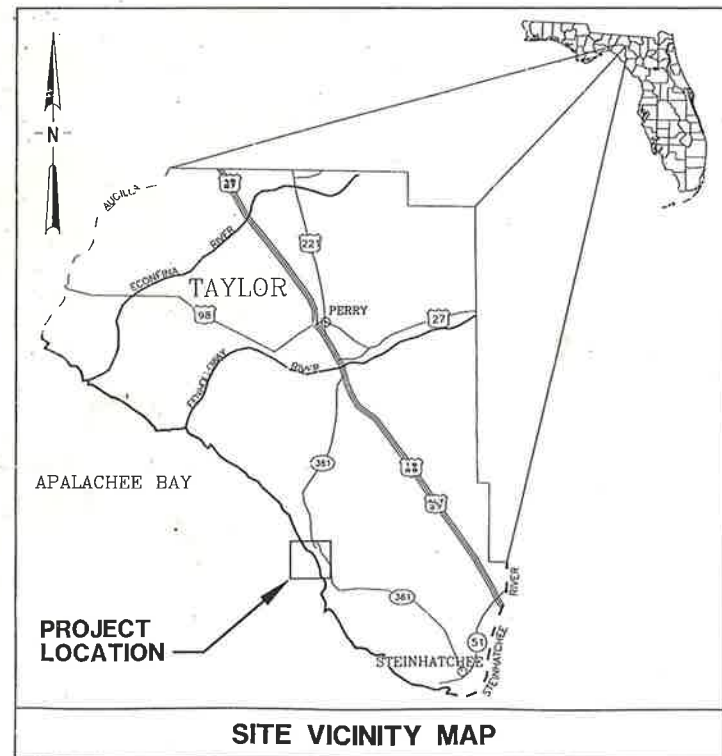 N
AUCILLA
19
27
ECONFINA
RIVER
221
TAYLOR
98
PERRY
27
RIVER
361
APALACHEE BAY
19
98
ALT
27
RIVER
361
PROJECT
LOCATION
51
STEINHATCHEE
STEINHATCHEE
SITE VICINITY MAP